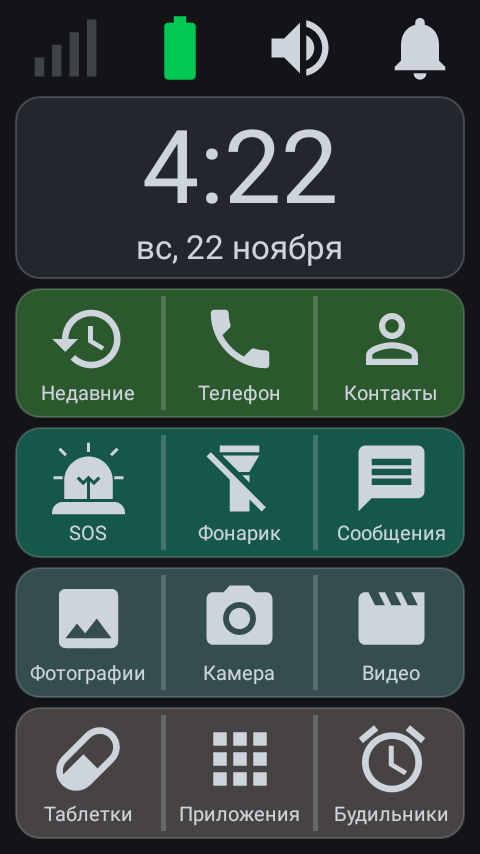 4:22
вс, 22 ноября
Недавние Телефон Контакты
SOS Фонарик Сообщения
Фотографии Камера Видео
Таблетки Приложения Будильники